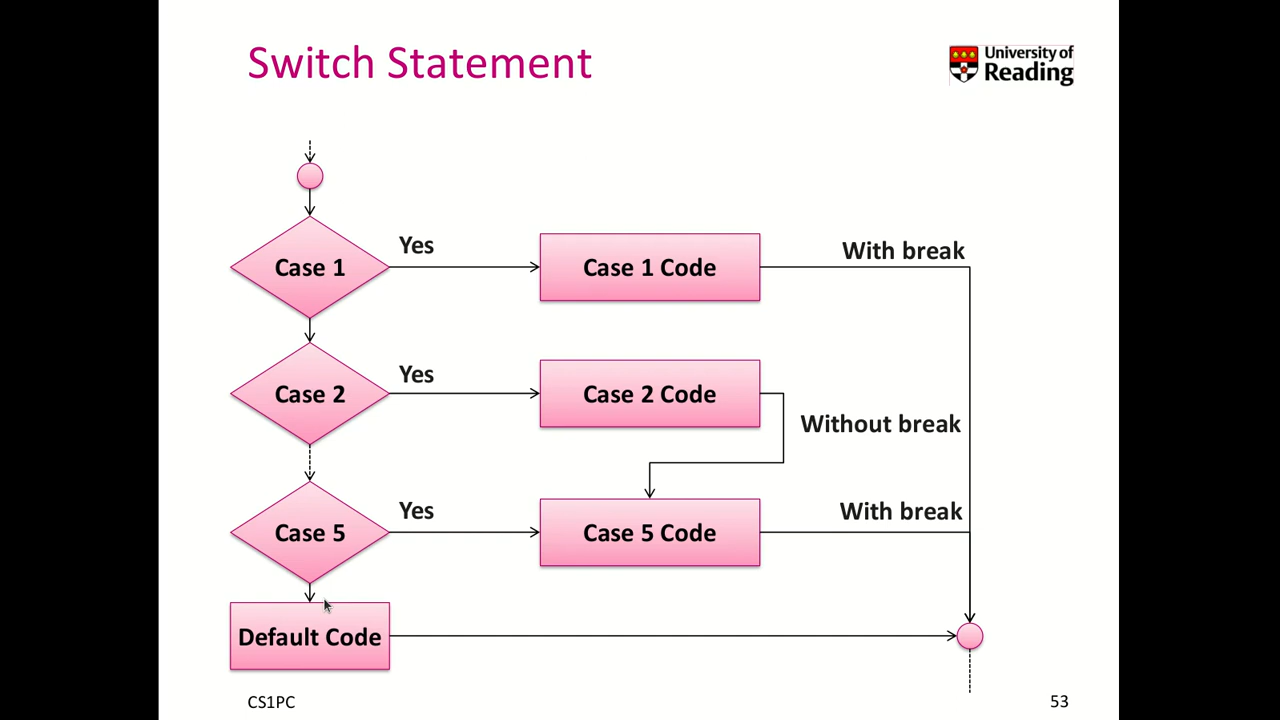 Switch Statement
University of
Reading
Yes
With break
Case 1
Case 1 Code
Yes
Case 2
Case 2 Code
Without break
Yes
With break
Case 5
Case 5 Code
Default Code
CS1PC
53